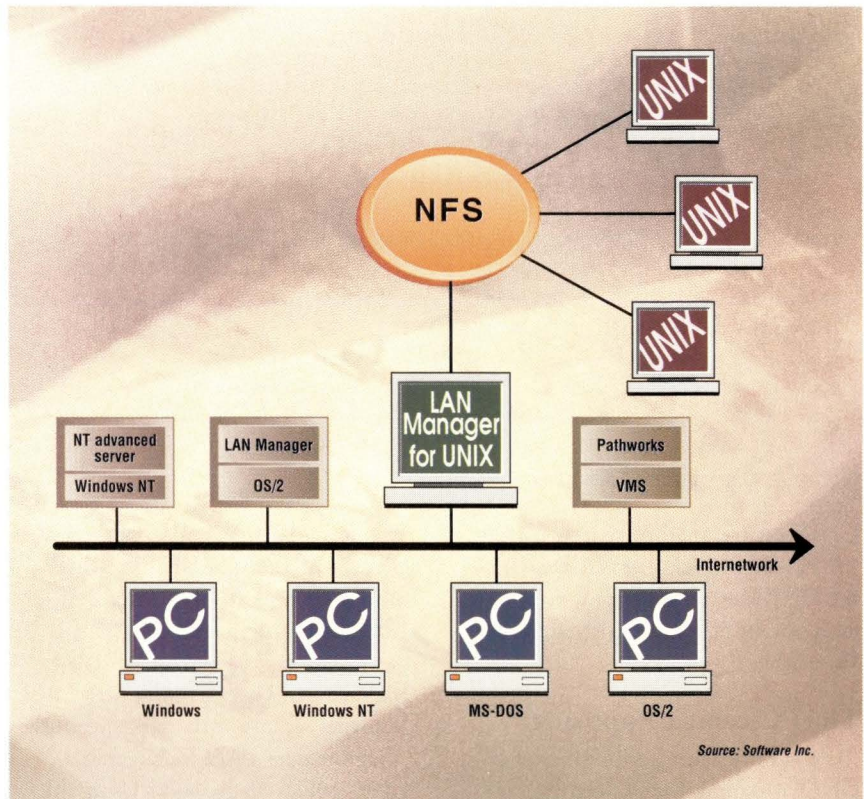 UNIX
NFS
UNIX
UNIX
LAN
Manager
for UNIX
NT advanced
server
Windows NT
LAN Manager
OS/2
Pathworks
VMS
Internetwork
PC
PC
PC
PC
Windows
Windows NT
MS-DOS
OS/2
Source: Software Inc.